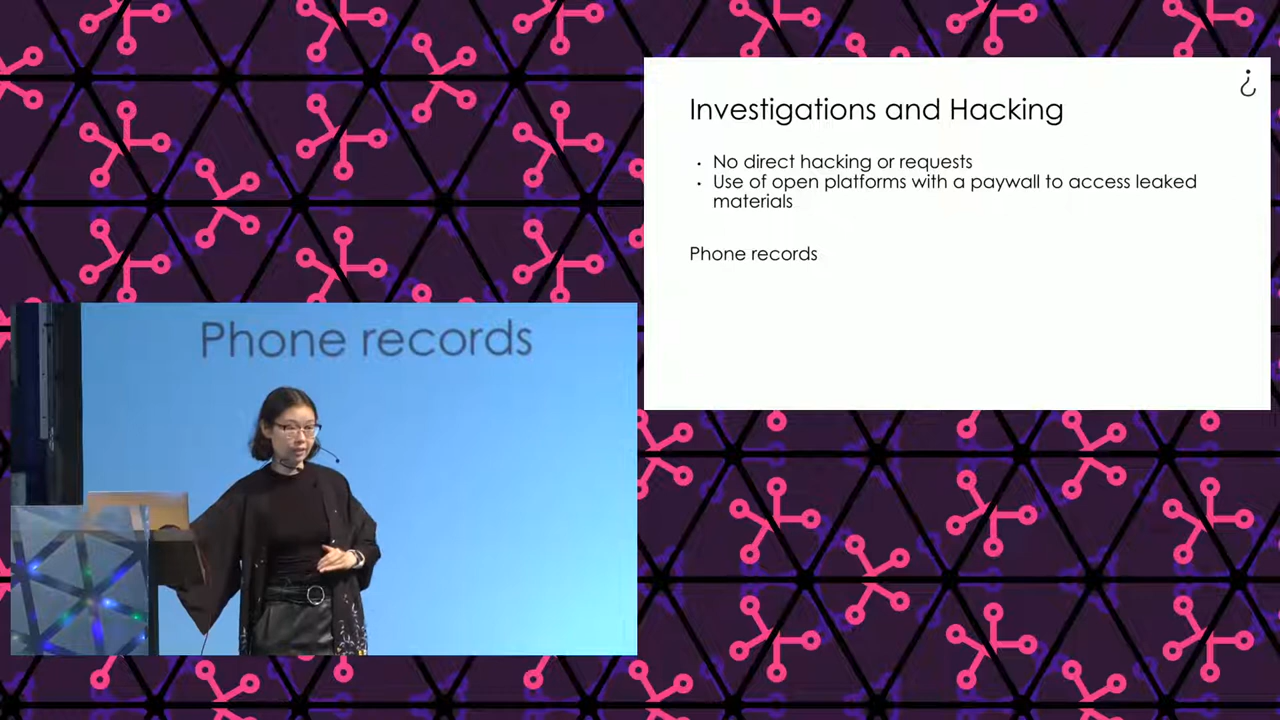 ¿
Investigations and Hacking
• No direct hacking or requests
• Use of open platforms with a paywall to access leaked
materials
Phone records
Phone records